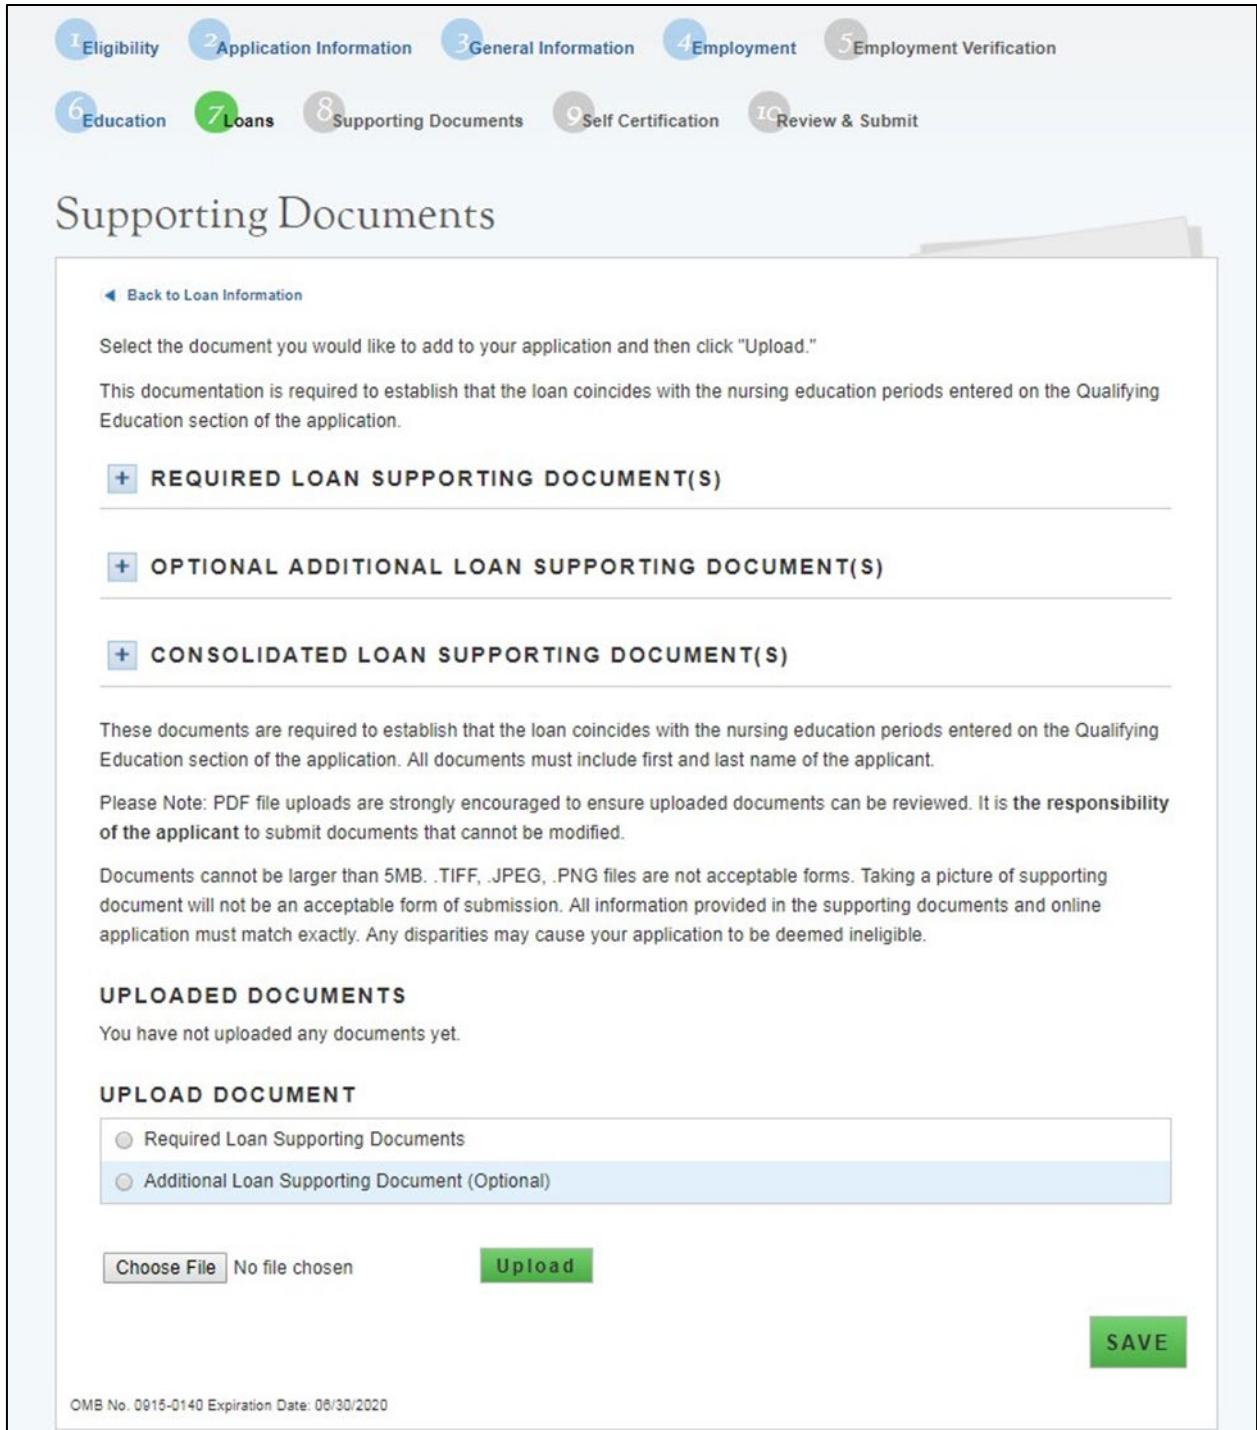 1 Eligibility 2 Application Information 3 General Information 4 Employment 5 Employment Verification
6 Education 7 Loans 8 Supporting Documents 9 Self Certification 10 Review & Submit
Supporting Documents
Back to Loan Information
Select the document you would like to add to your application and then click "Upload."
This documentation is required to establish that the loan coincides with the nursing education periods entered on the Qualifying
Education section of the application.
+ REQUIRED LOAN SUPPORTING DOCUMENT(S)
+ OPTIONAL ADDITIONAL LOAN SUPPORTING DOCUMENT(S)
+ CONSOLIDATED LOAN SUPPORTING DOCUMENT(S)
These documents are required to establish that the loan coincides with the nursing education periods entered on the Qualifying
Education section of the application. All documents must include first and last name of the applicant.
Please Note: PDF file uploads are strongly encouraged to ensure uploaded documents can be reviewed. It is the responsibility
of the applicant to submit documents that cannot be modified.
Documents cannot be larger than 5MB. .TIFF, .JPEG, .PNG files are not acceptable forms. Taking a picture of supporting
document will not be an acceptable form of submission. All information provided in the supporting documents and online
application must match exactly. Any disparities may cause your application to be deemed ineligible.
UPLOADED DOCUMENTS
You have not uploaded any documents yet.
UPLOAD DOCUMENT
Required Loan Supporting Documents
Additional Loan Supporting Document (Optional)
Choose File No file chosen Upload
SAVE
OMB No. 0915-0140 Expiration Date: 06/30/2020